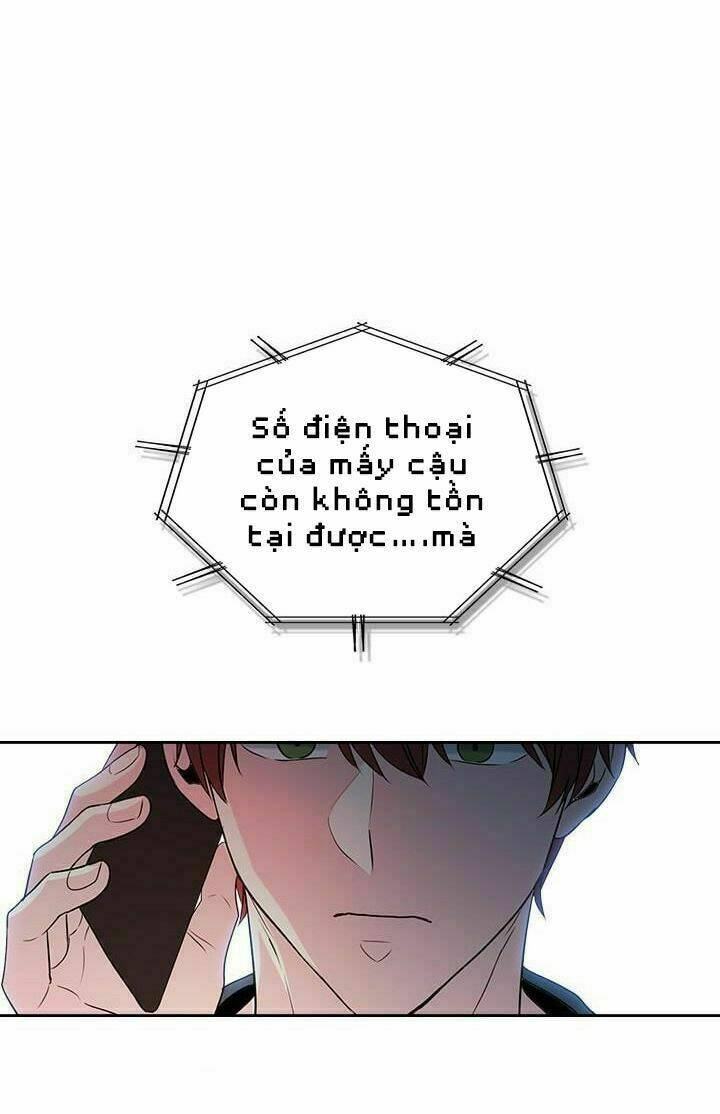 Số điện thoại
của mấy cậu
còn không tồn
tại được.....mà